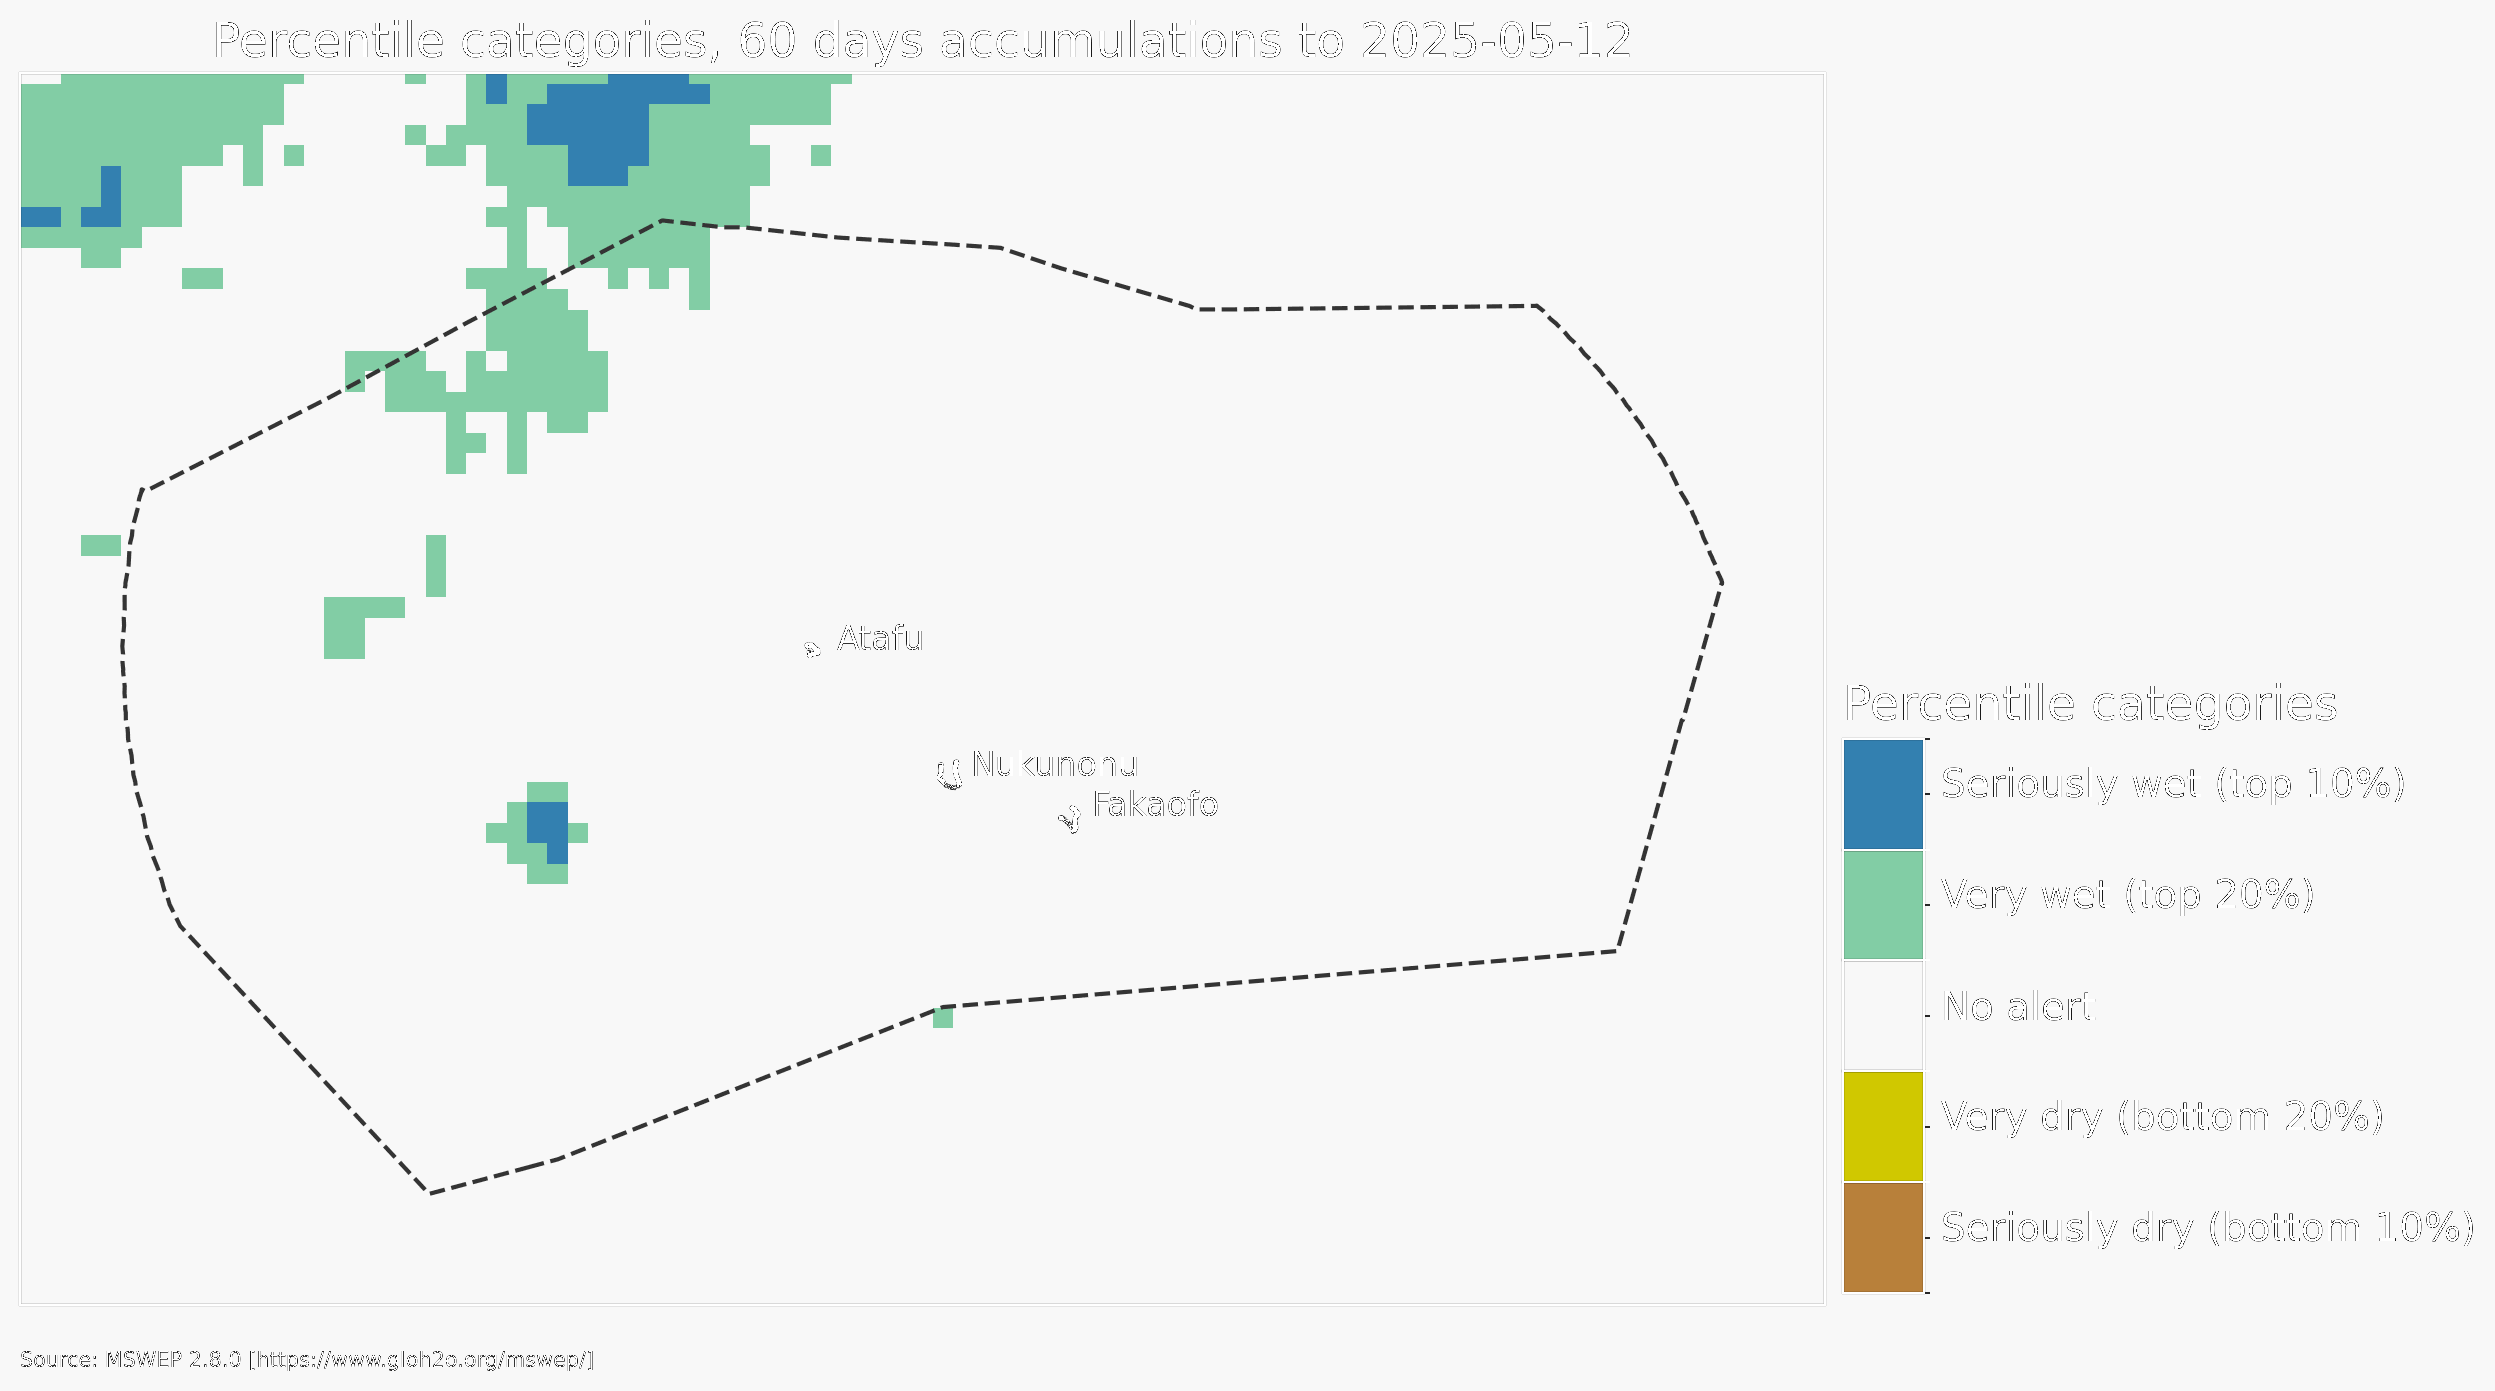 Percentile categories, 60 days accumulations to 2025-05-12
Atafu
Nukunonu
Fakaofo
Percentile categories
Seriously wet (top 10%)
Very wet (top 20%)
No alert
Very dry (bottom 20%)
Seriously dry (bottom 10%)
Source: MSWEP 2.8.0 [https://www.gloh2o.org/mswep/]